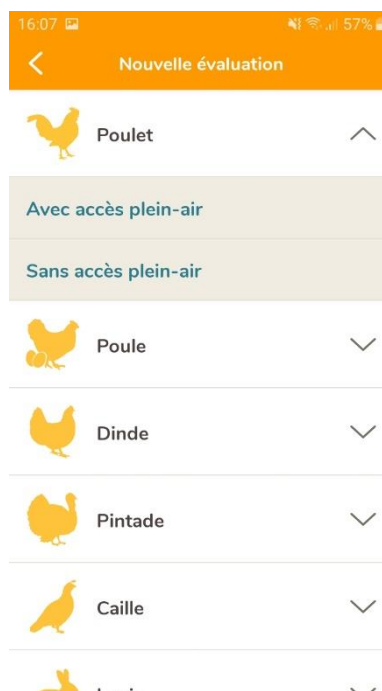 16:07 57%
Nouvelle évaluation
Poulet
Avec accès plein-air
Sans accès plein-air
Poule
Dinde
Pintade
Caille